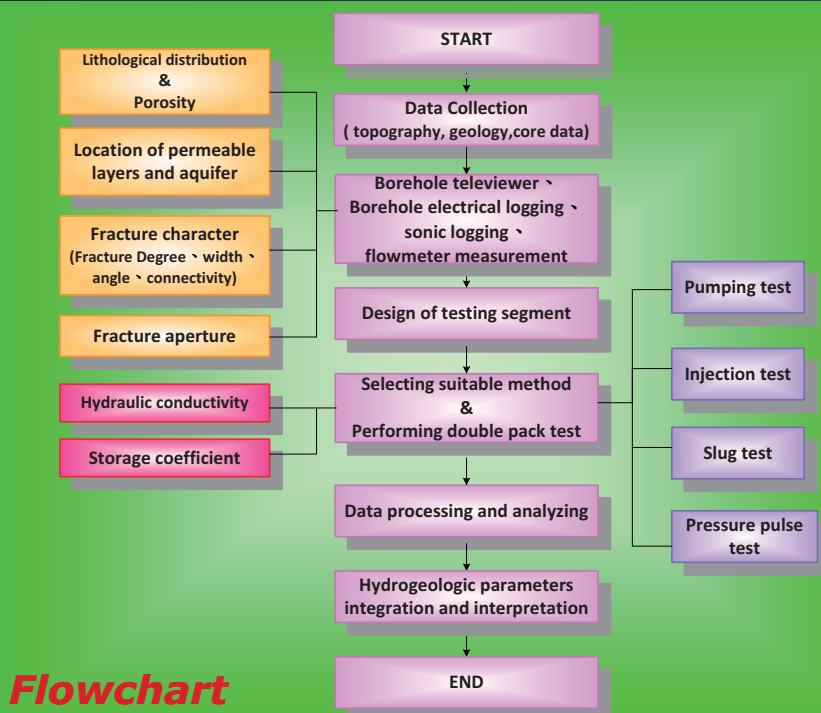 START
Data Collection
( topography, geology,core data)
Borehole televiewer、
Borehole electrical logging、
sonic logging、
flowmeter measurement
Design of testing segment
Selecting suitable method
&
Performing double pack test
Data processing and analyzing
Hydrogeologic parameters
integration and interpretation
END
Lithological distribution
&
Porosity
Location of permeable
layers and aquifer
Fracture character
(Fracture Degree、width、
angle、connectivity)
Fracture aperture
Hydraulic conductivity
Storage coefficient
Pumping test
Injection test
Slug test
Pressure pulse
test
Flowchart